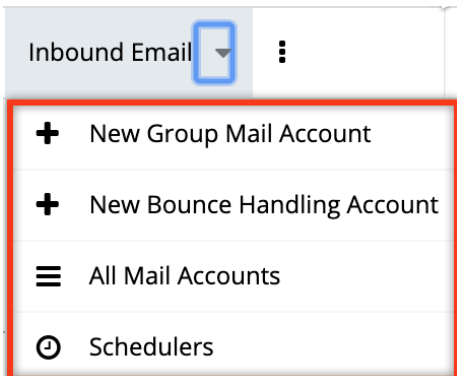 Inbound Email
New Group Mail Account
New Bounce Handling Account
All Mail Accounts
Schedulers